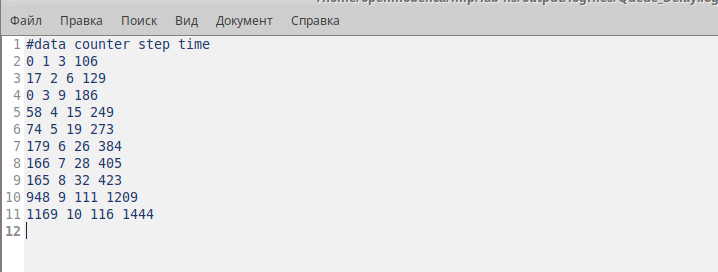 Файл Правка Поиск Вид Документ Справка
1 #data counter step time
2 0 1 3 106
3 17 2 6 129
4 0 3 9 186
5 58 4 15 249
6 74 5 19 273
7 179 6 26 384
8 166 7 28 405
9 165 8 32 423
10 948 9 111 1209
11 1169 10 116 1444
12